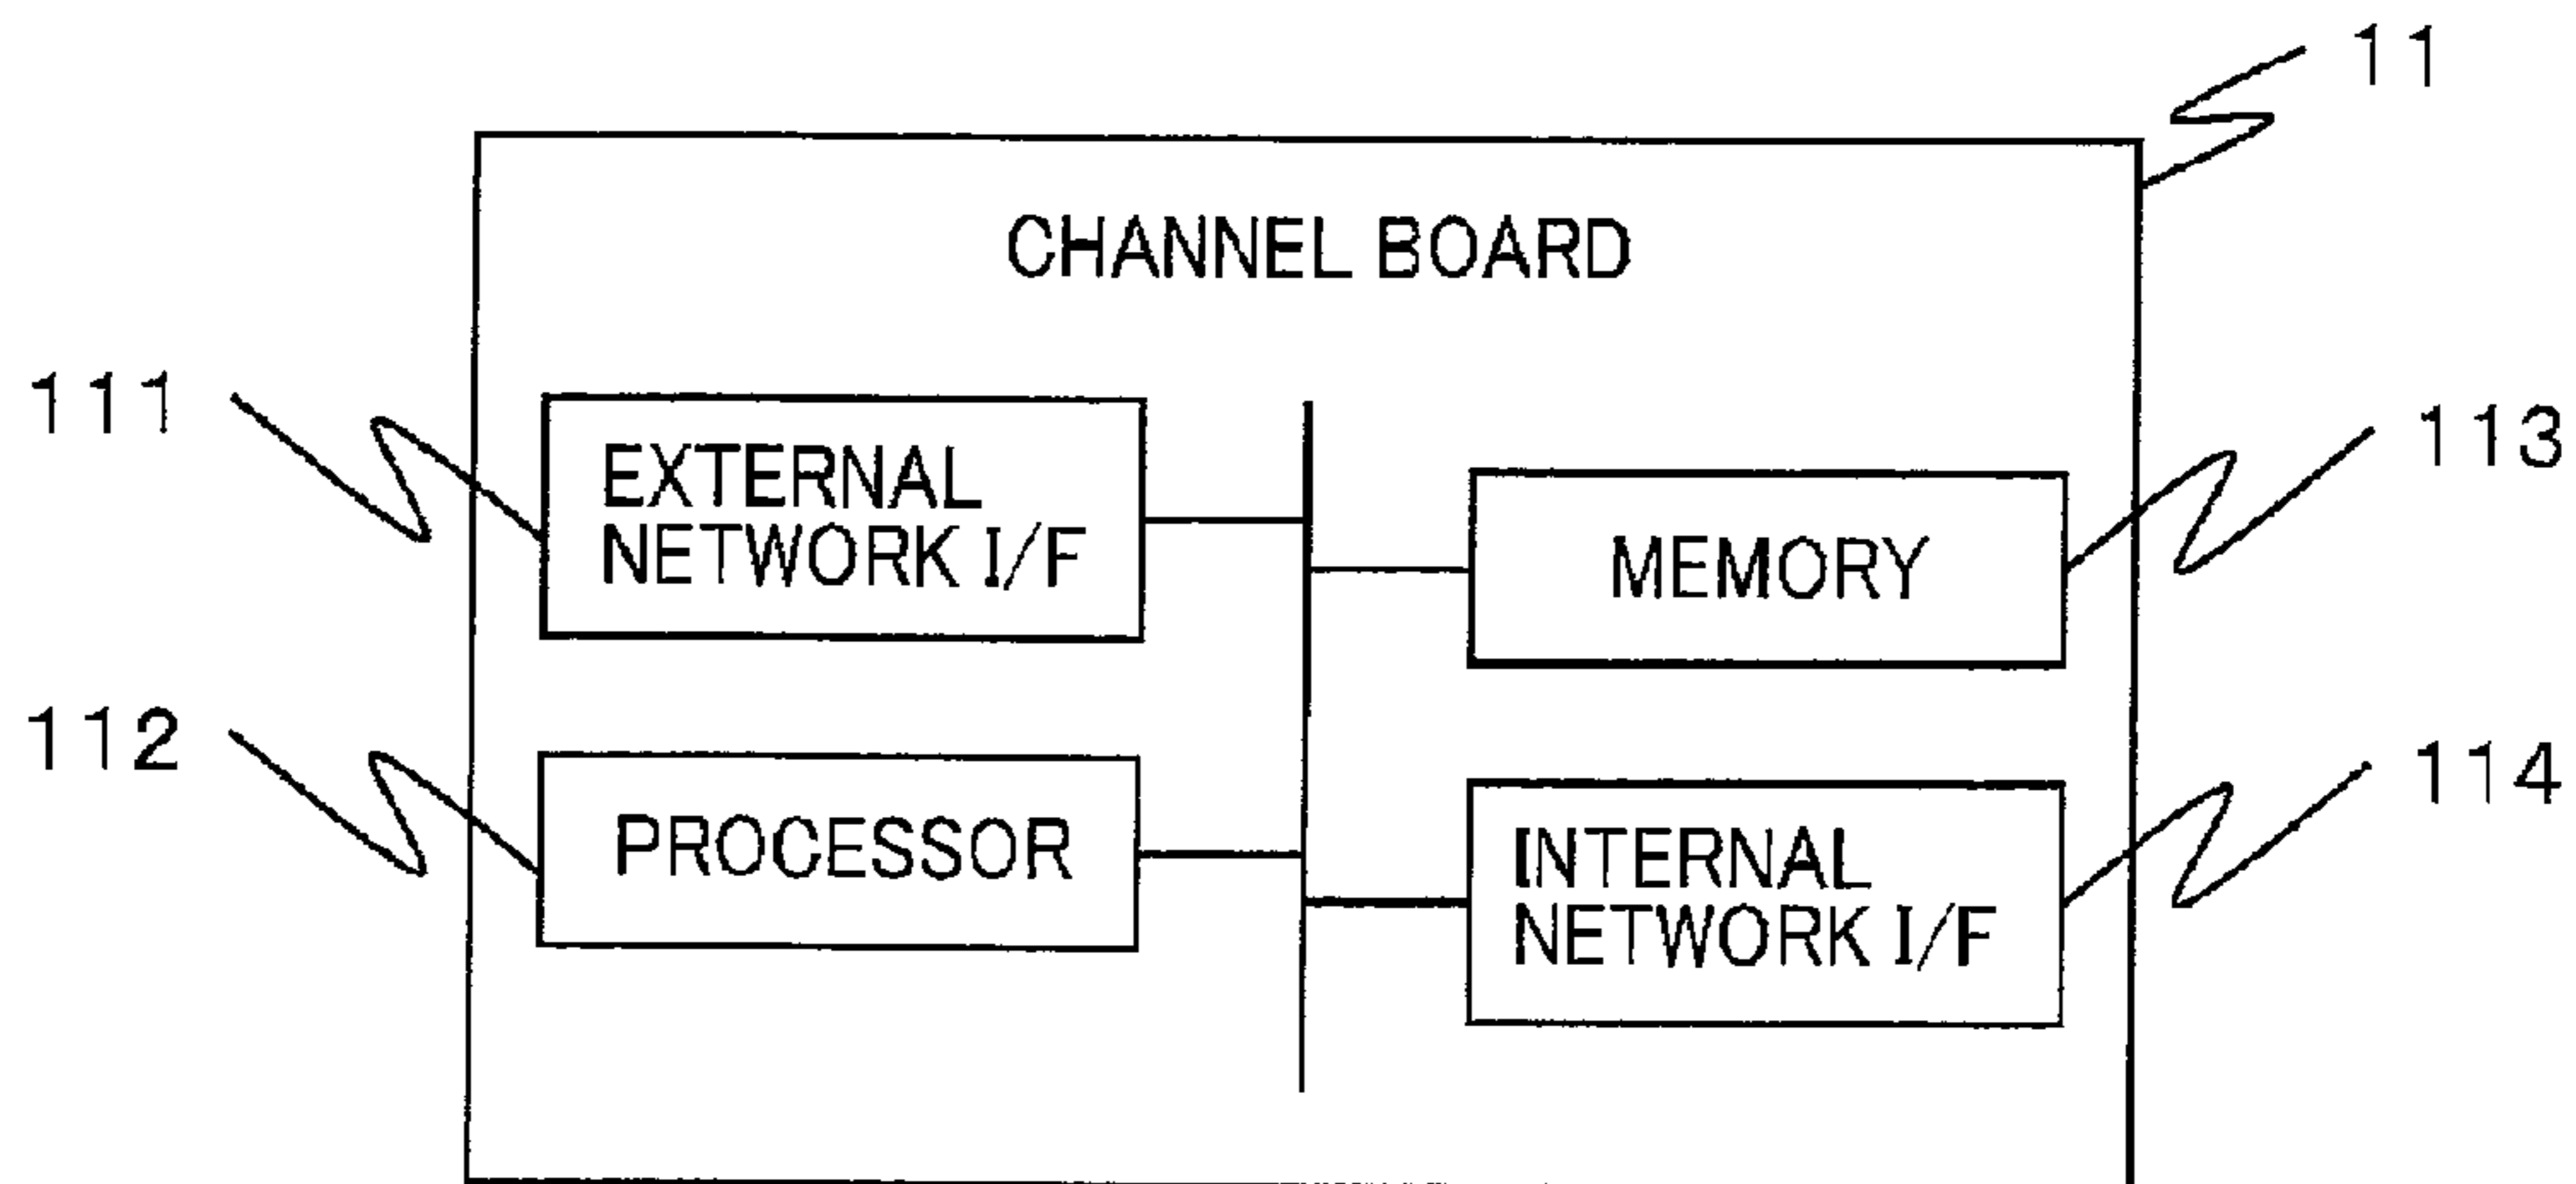 11
CHANNEL BOARD
111
EXTERNAL
NETWORK I/F
113
MEMORY
112
PROCESSOR
114
INTERNAL
NETWORK I/F